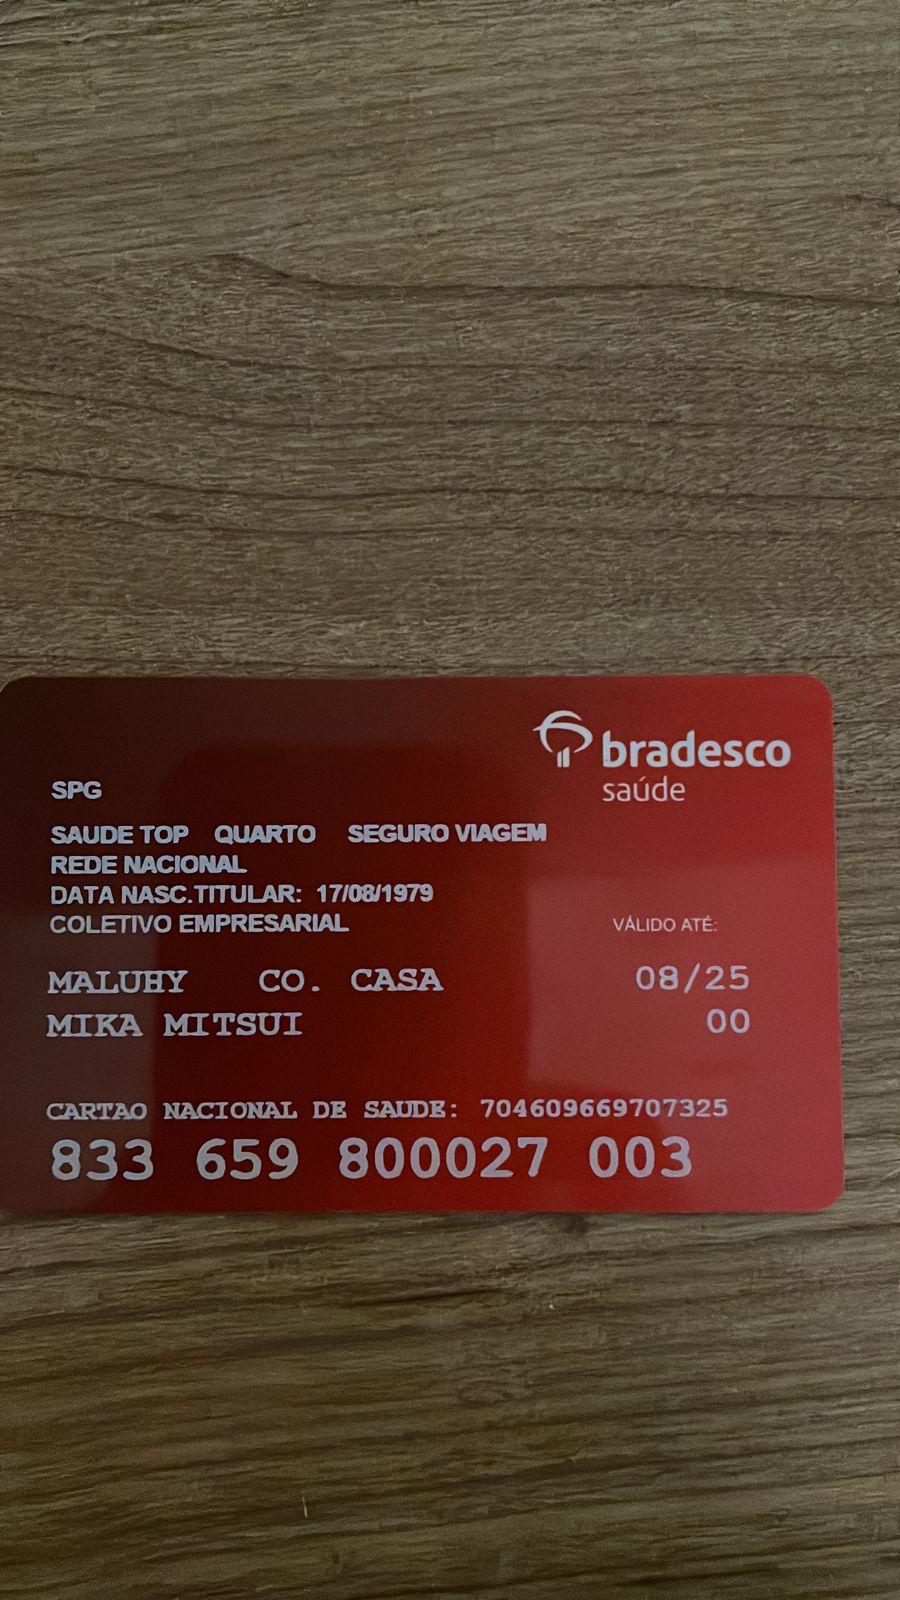 bradesco
saúde
SPG
SAUDE TOP QUARTO SEGURO VIAGEM
REDE NACIONAL
DATA NASC.TITULAR: 17/08/1979
COLETIVO EMPRESARIAL
VÁLIDO ATÉ:
MALUHY CO. CASA 08/25
MIKA MITSUI 00
CARTAO NACIONAL DE SAUDE: 704609669707325
833 659 800027 003